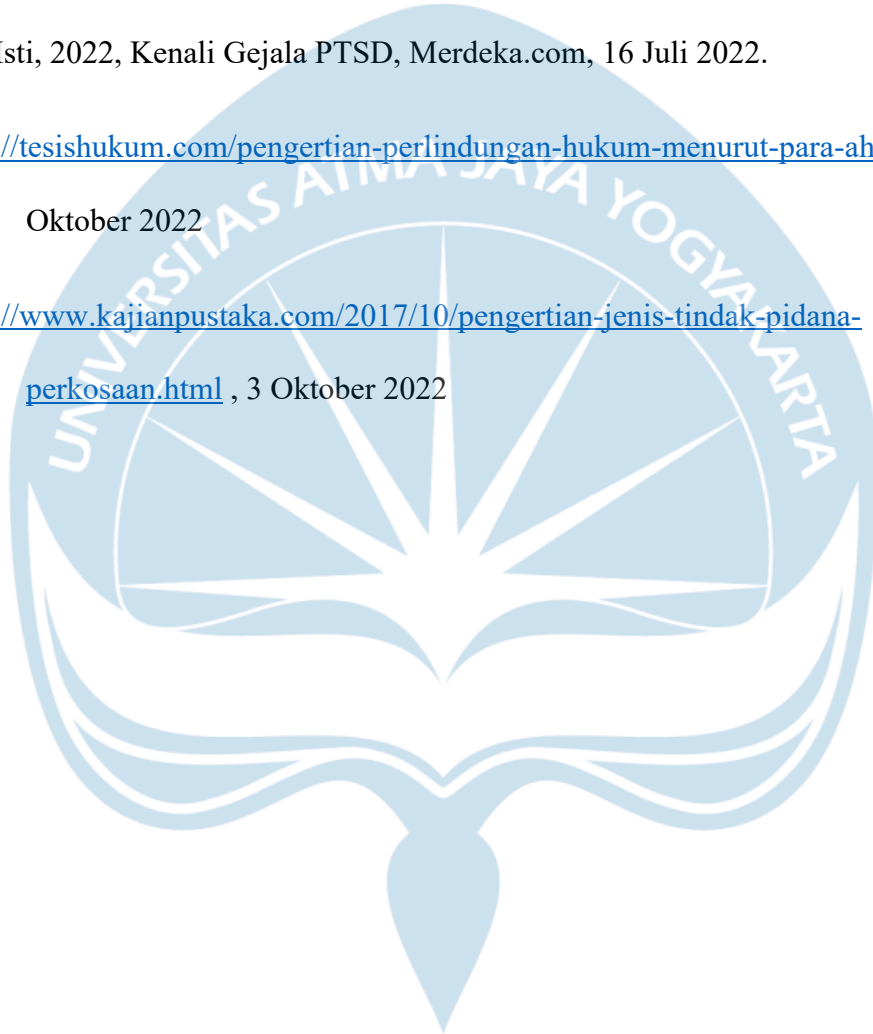 Isti, 2022, Kenali Gejala PTSD, Merdeka.com, 16 Juli 2022.
//tesishukum.com/pengertian-perlindungan-hukum-menurut-para-ah
Oktober 2022
//www.kajianpustaka.com/2017/10/pengertian-jenis-tindak-pidana-
perkosaan.html , 3 Oktober 2022
UNIVERSITAS ATMA JAYA YOGYAKARTA